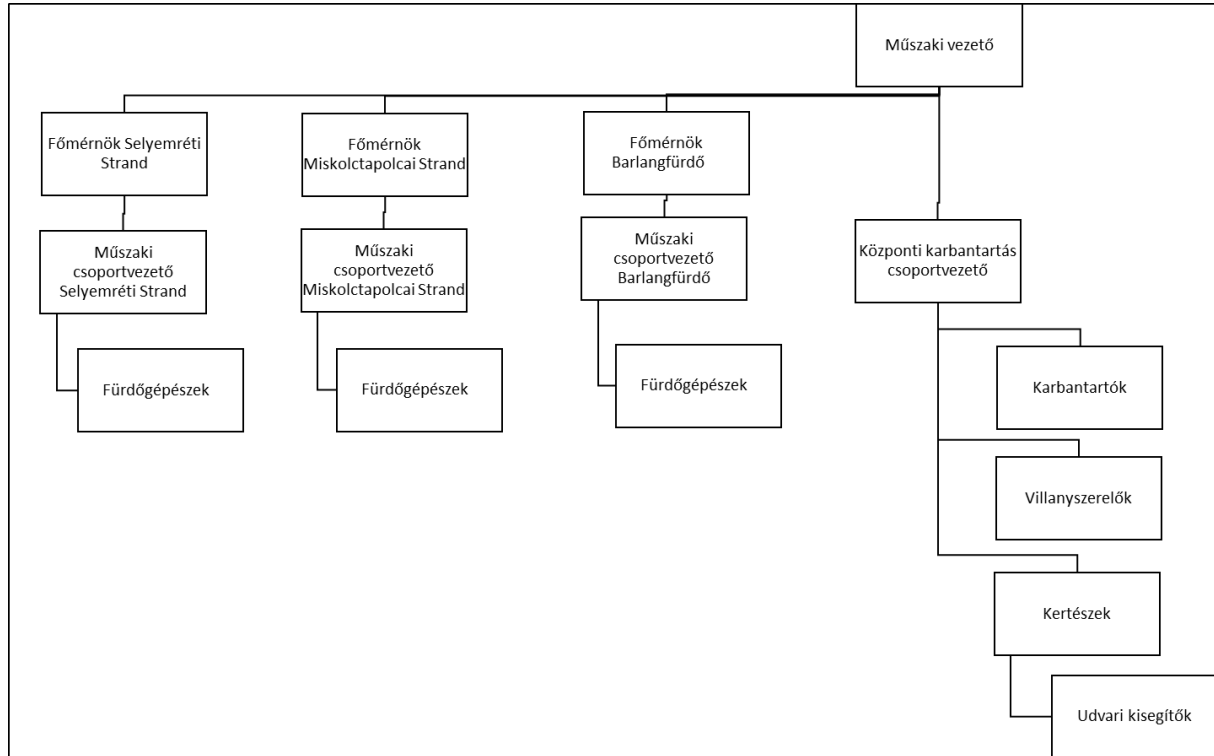 Műszaki vezető
Főmérnök Selyemréti
Strand
Főmérnök
Miskolctapolcai Strand
Főmérnök
Barlangfürdő
Műszaki
csoportvezető
Selyemréti Strand
Műszaki
csoportvezető
Miskolctapolcai Strand
Műszaki
csoportvezető
Barlangfürdő
Központi karbantartás
csoportvezető
Fürdőgépészek
Fürdőgépészek
Fürdőgépészek
Karbantartók
Villanyszerelők
Kertészek
Udvari kisegítők